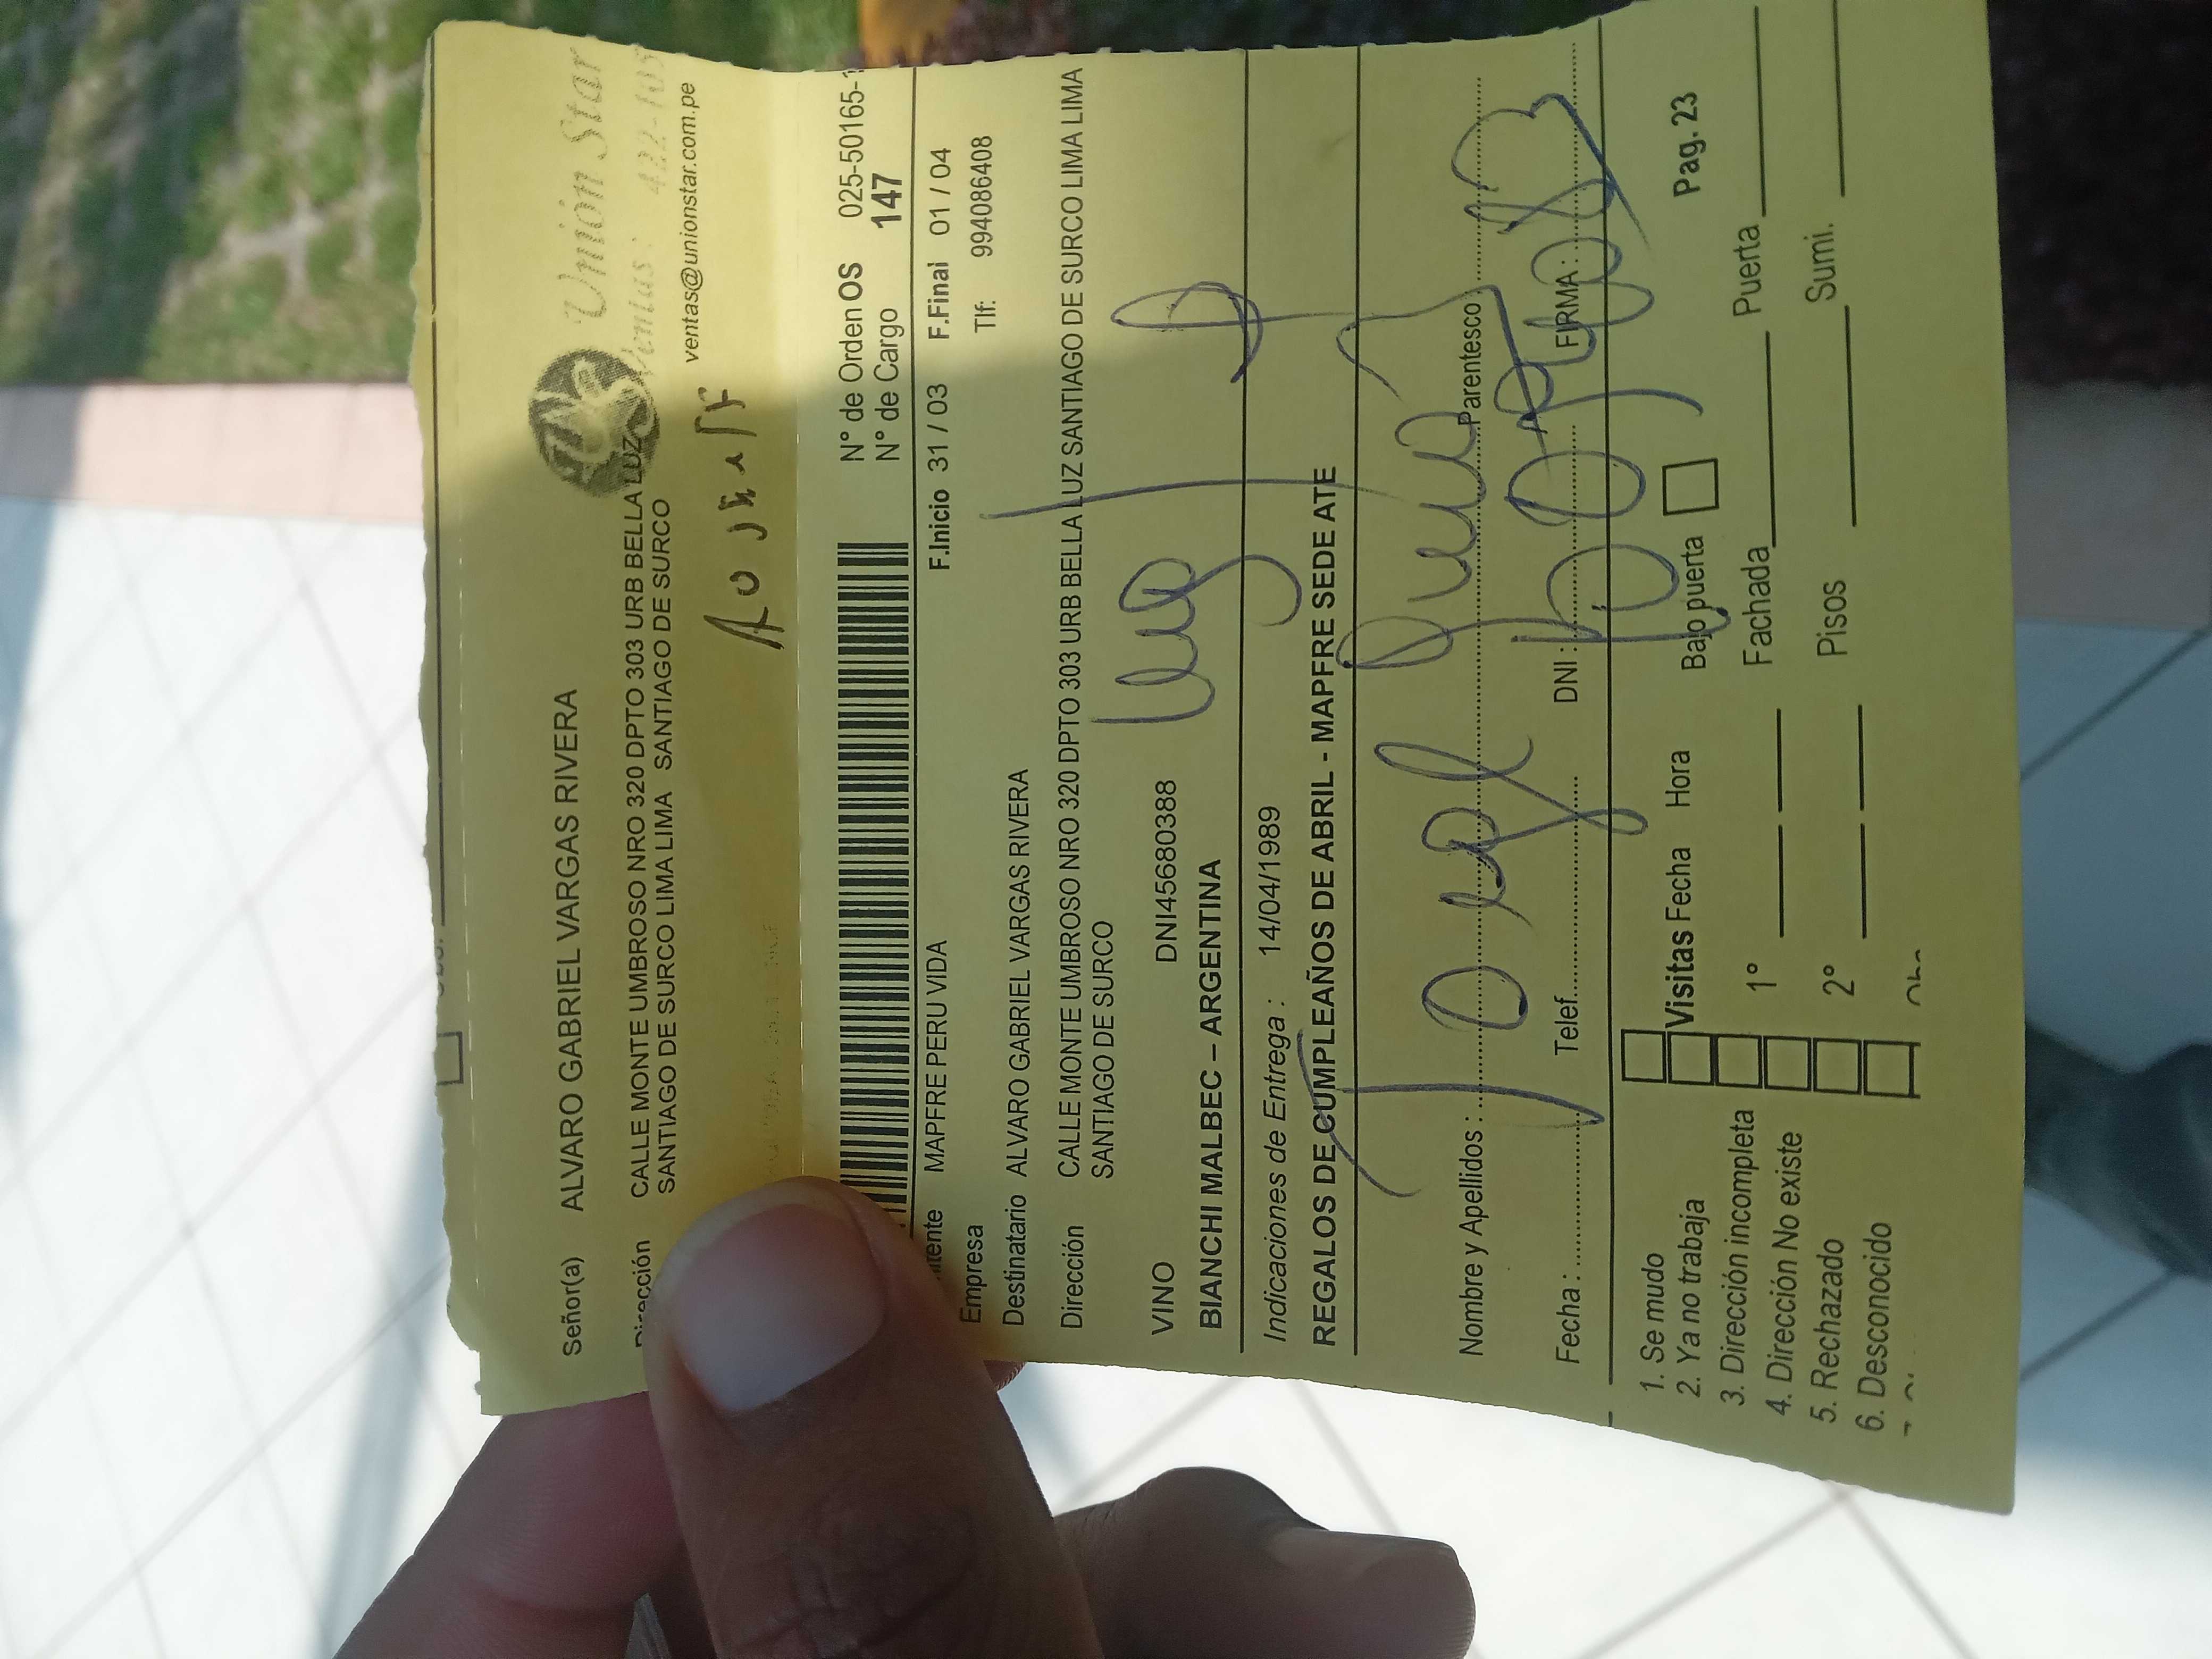 Unión Star
Ventas: 422-105
ventas@unionstar.com.pe
Señor(a) ALVARO GABRIEL VARGAS RIVERA
Dirección CALLE MONTE UMBROSO NRO 320 DPTO 303 URB BELLA LUZ
SANTIAGO DE SURCO LIMA LIMA SANTIAGO DE SURCO
N° de Orden OS 025-50165-
N° de Cargo 147
MAPFRE PERU VIDA F.Inicio 31 / 03 F.Final 01 / 04
Empresa Tlf: 994086408
Destinatario ALVARO GABRIEL VARGAS RIVERA
Dirección CALLE MONTE UMBROSO NRO 320 DPTO 303 URB BELLA LUZ SANTIAGO DE SURCO LIMA LIMA
SANTIAGO DE SURCO
VINO DNI45680388
BIANCHI MALBEC – ARGENTINA
Indicaciones de Entrega : 14/04/1989
REGALOS DE CUMPLEAÑOS DE ABRIL - MAPFRE SEDE ATE
Nombre y Apellidos : Parentesco :
Fecha : Telef. DNI : FIRMA :
1. Se mudo
2. Ya no trabaja
3. Dirección incompleta
4. Dirección No existe
5. Rechazado
6. Desconocido
Visitas Fecha Hora Bajo puerta Pag. 23
1° Fachada Puerta
2° Pisos Sumi.